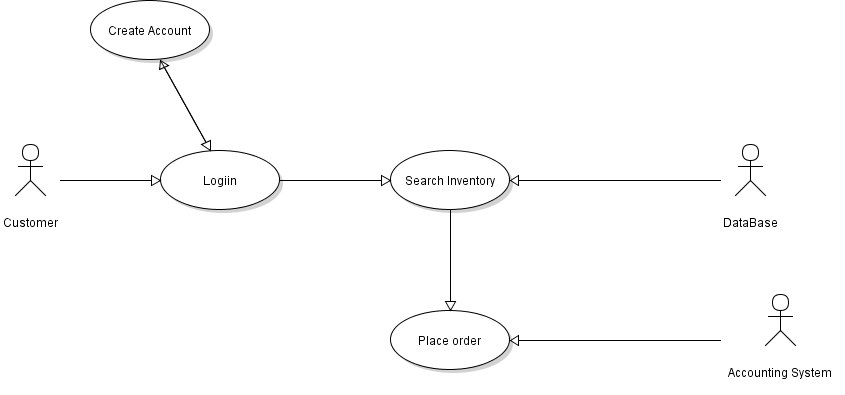 Create Account
Logiin
Search Inventory
Customer
DataBase
Place order
Accounting System